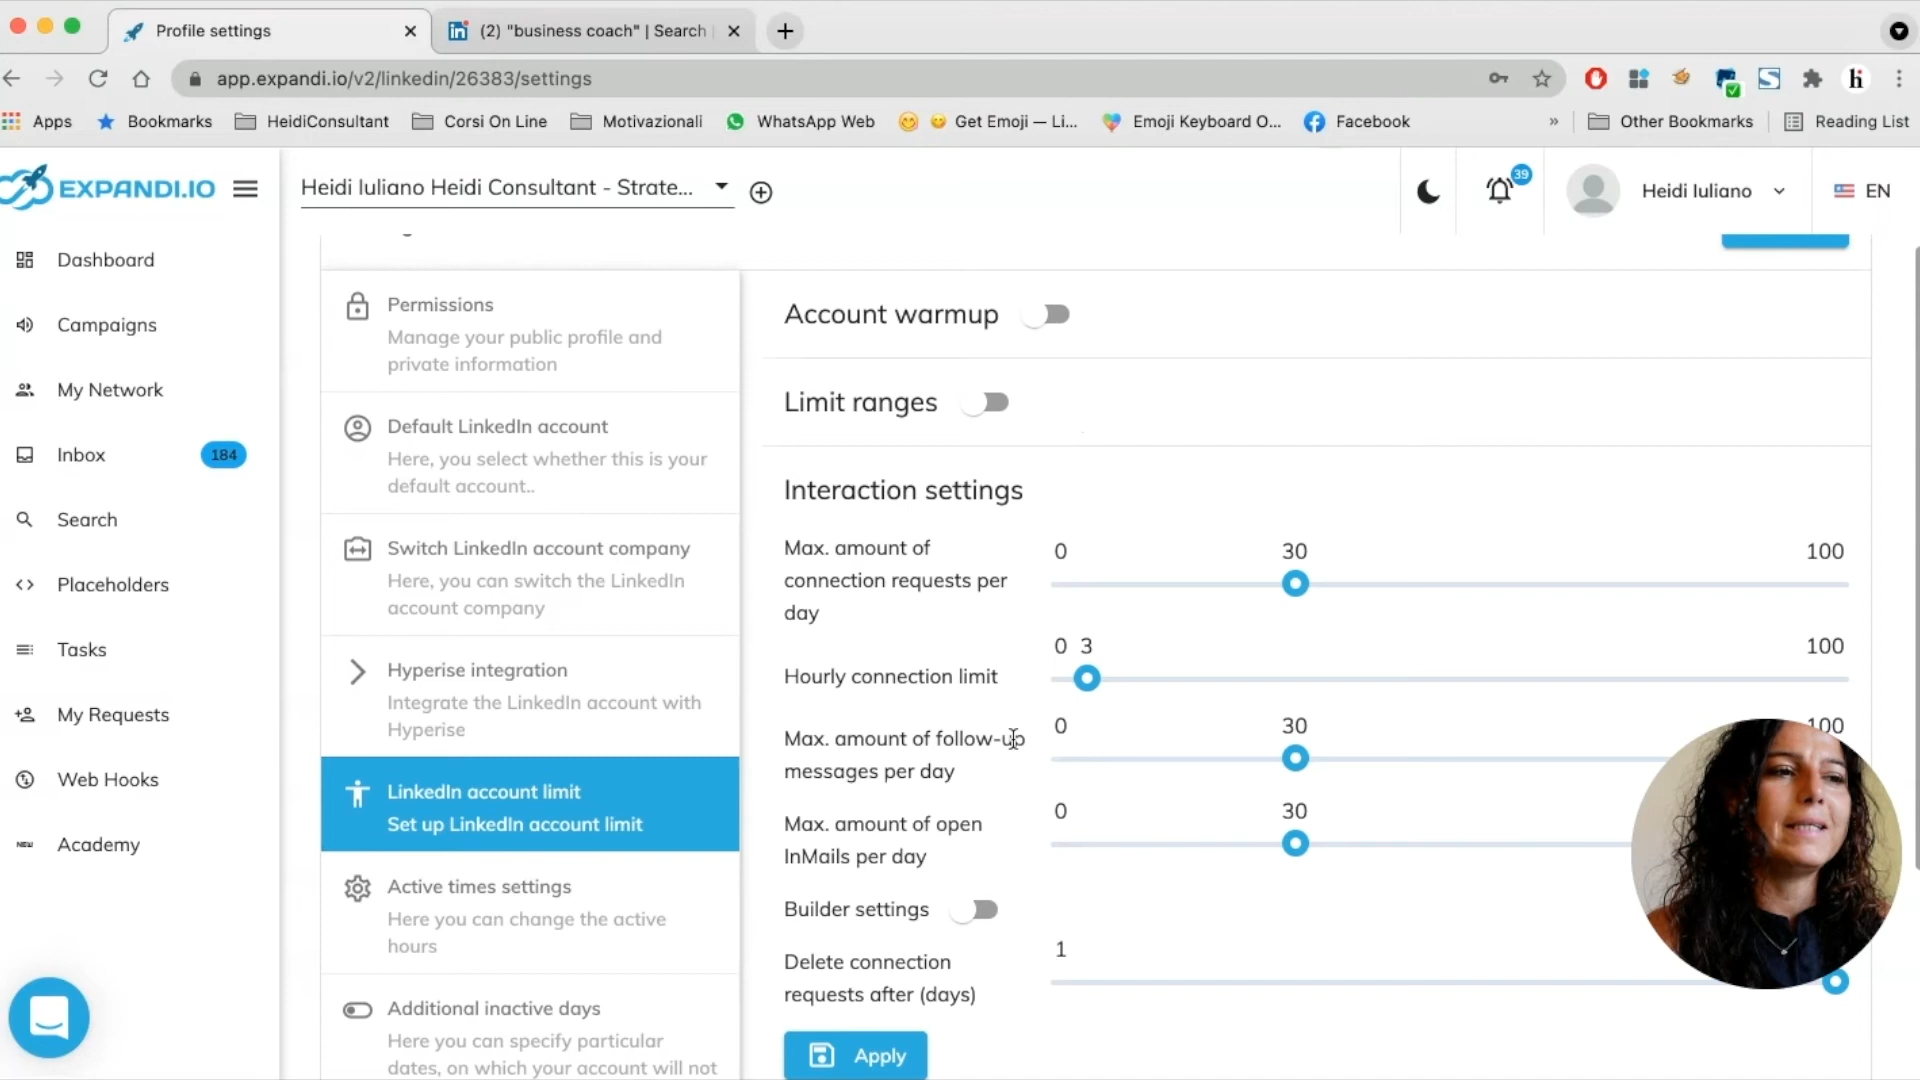 Profile settings
(2) "business coach" | Search
app.expandi.io/v2/linkedin/26383/settings
Apps
Bookmarks
HeidiConsultant
Corsi On Line
Motivazionali
WhatsApp Web
Get Emoji — Li...
Emoji Keyboard O...
Facebook
»
Other Bookmarks
Reading List
EXPANDI.IO
Heidi Iuliano Heidi Consultant - Strate...
39
Heidi Iuliano
EN
Dashboard
Campaigns
My Network
Inbox
184
Search
Placeholders
Tasks
My Requests
Web Hooks
NEW
Academy
Permissions
Manage your public profile and
private information
Default LinkedIn account
Here, you select whether this is your
default account..
Switch LinkedIn account company
Here, you can switch the LinkedIn
account company
Hyperise integration
Integrate the LinkedIn account with
Hyperise
LinkedIn account limit
Set up LinkedIn account limit
Active times settings
Here you can change the active
hours
Additional inactive days
Here you can specify particular
dates, on which your account will not
Account warmup
Limit ranges
Interaction settings
Max. amount of
connection requests per
day
0 30 100
Hourly connection limit
0 3 100
Max. amount of follow-up
messages per day
0 30 100
Max. amount of open
InMails per day
0 30
Builder settings
Delete connection
requests after (days)
1
Apply